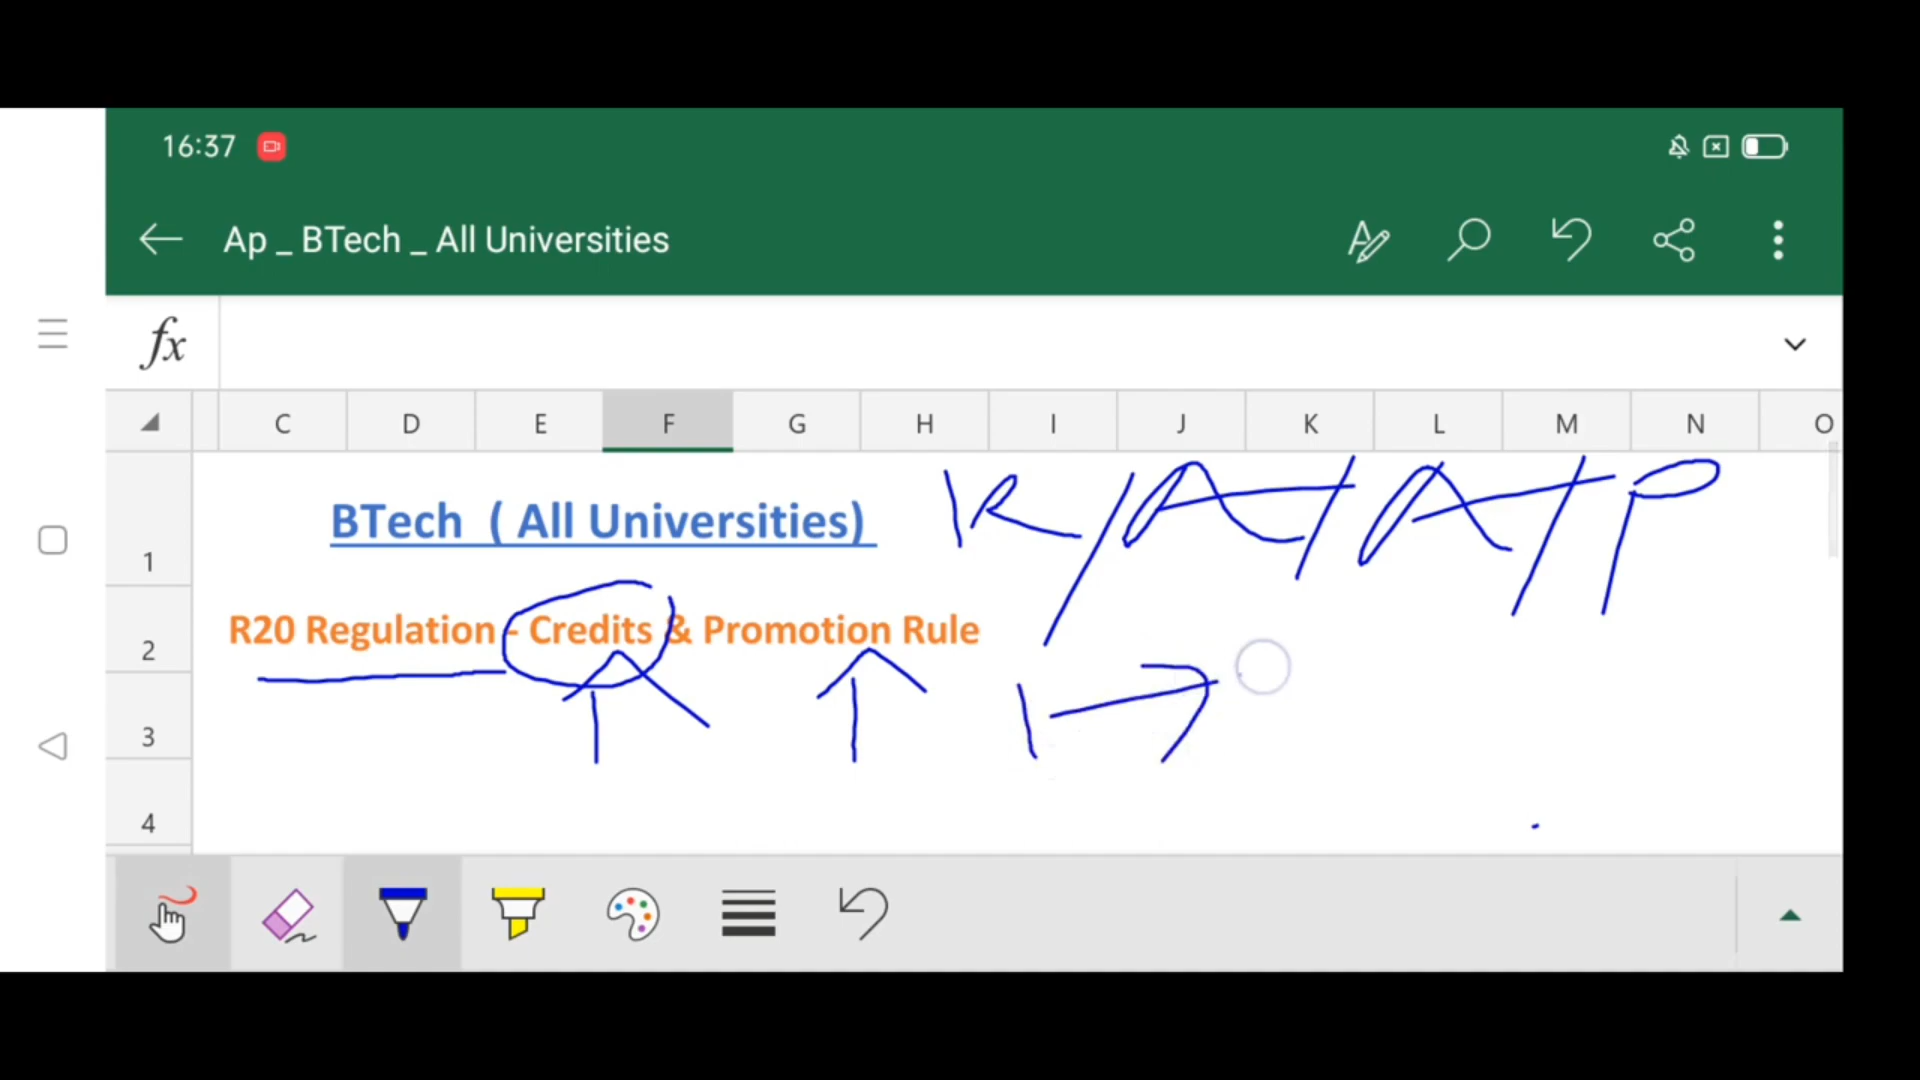 16:37
Ap _ BTech _ All Universities
fx
C D E F G H I J K L M N O
1
BTech ( All Universities)
K/A/A/P
2
R20 Regulation - Credits & Promotion Rule
3
1
4